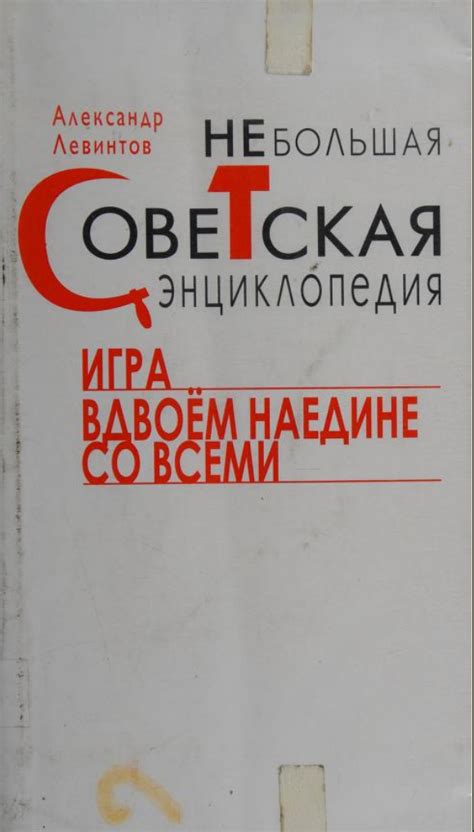 Александр
Левинтов
НЕБОЛЬШАЯ
СОВЕТСКАЯ
ЭНЦИКЛОПЕДИЯ
ИГРА
ВДВОЁМ НАЕДИНЕ
СО ВСЕМИ